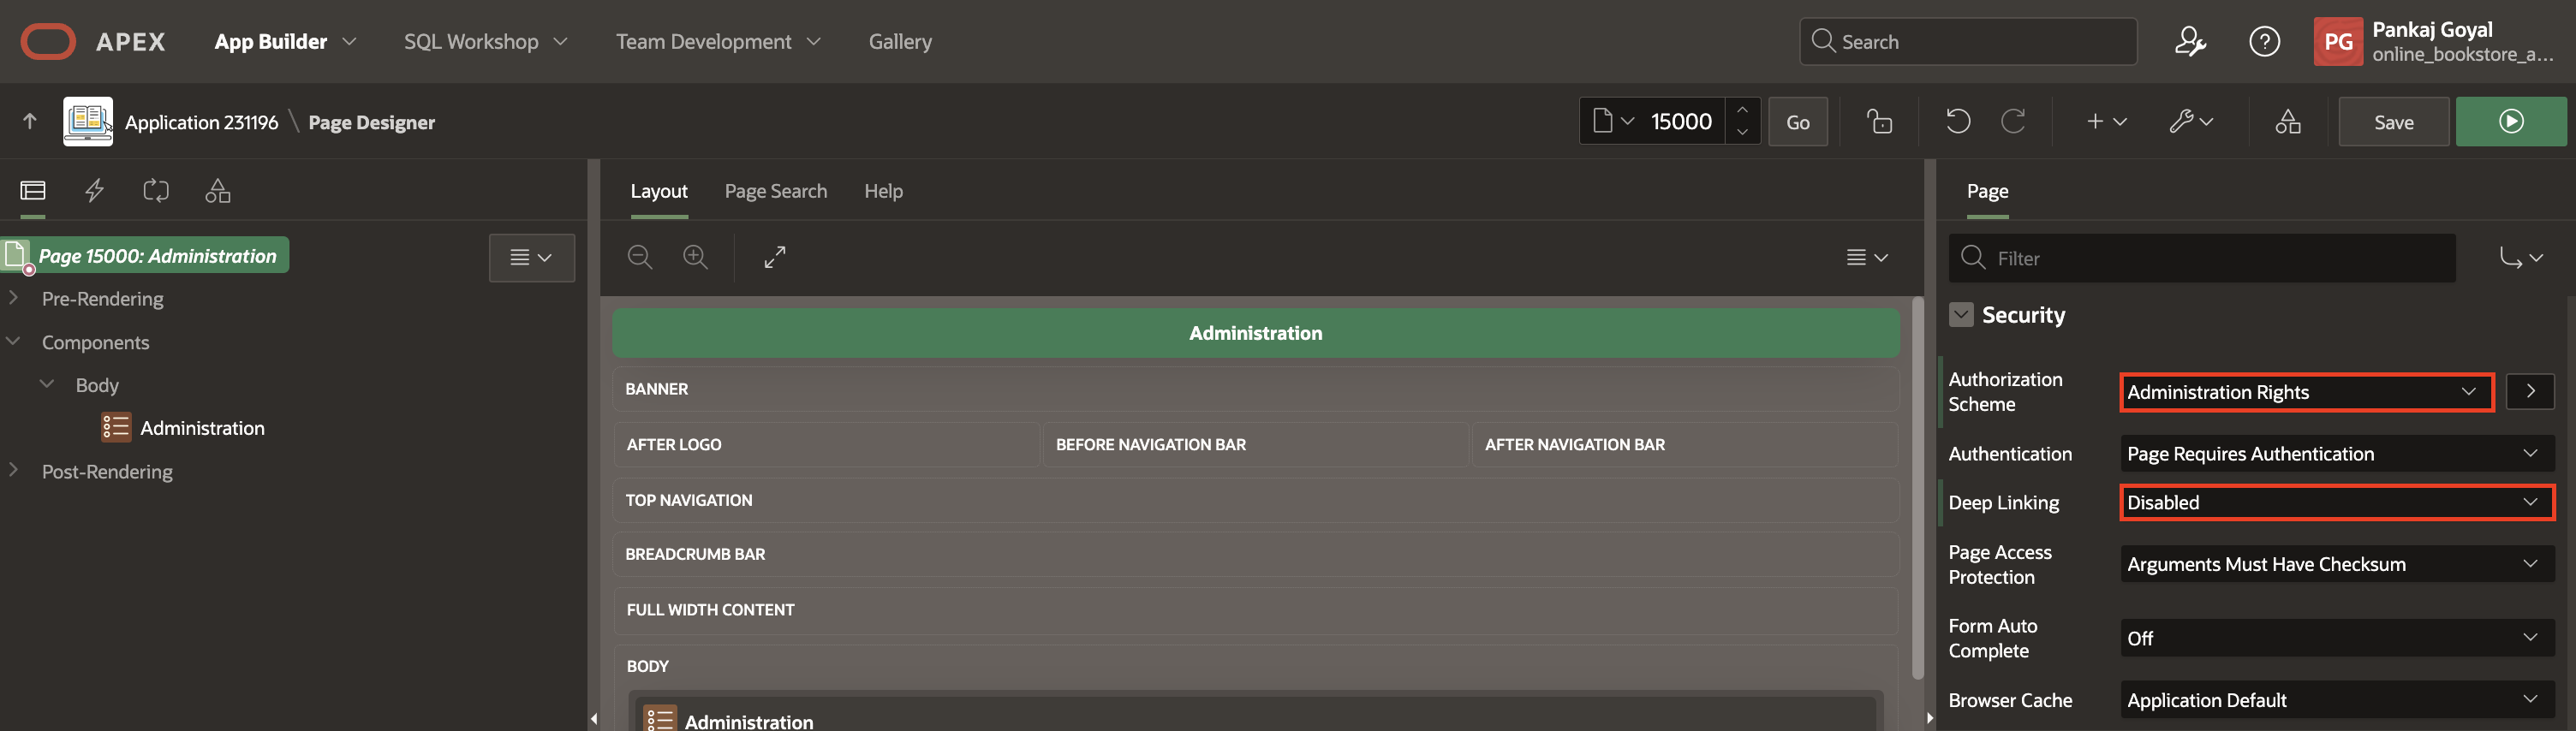 APEX App Builder SQL Workshop Team Development Gallery Search PG Pankaj Goyal
online_bookstore_a...
Application 231196 \ Page Designer 15000 Go Save
Layout Page Search Help Page
Page 15000: Administration
Filter
Pre-Rendering
Components
Body
Administration
Post-Rendering
Administration
BANNER
AFTER LOGO BEFORE NAVIGATION BAR AFTER NAVIGATION BAR
TOP NAVIGATION
BREADCRUMB BAR
FULL WIDTH CONTENT
BODY
Administration
Security
Authorization
Scheme
Administration Rights
Authentication Page Requires Authentication
Deep Linking Disabled
Page Access
Protection
Arguments Must Have Checksum
Form Auto
Complete
Off
Browser Cache Application Default